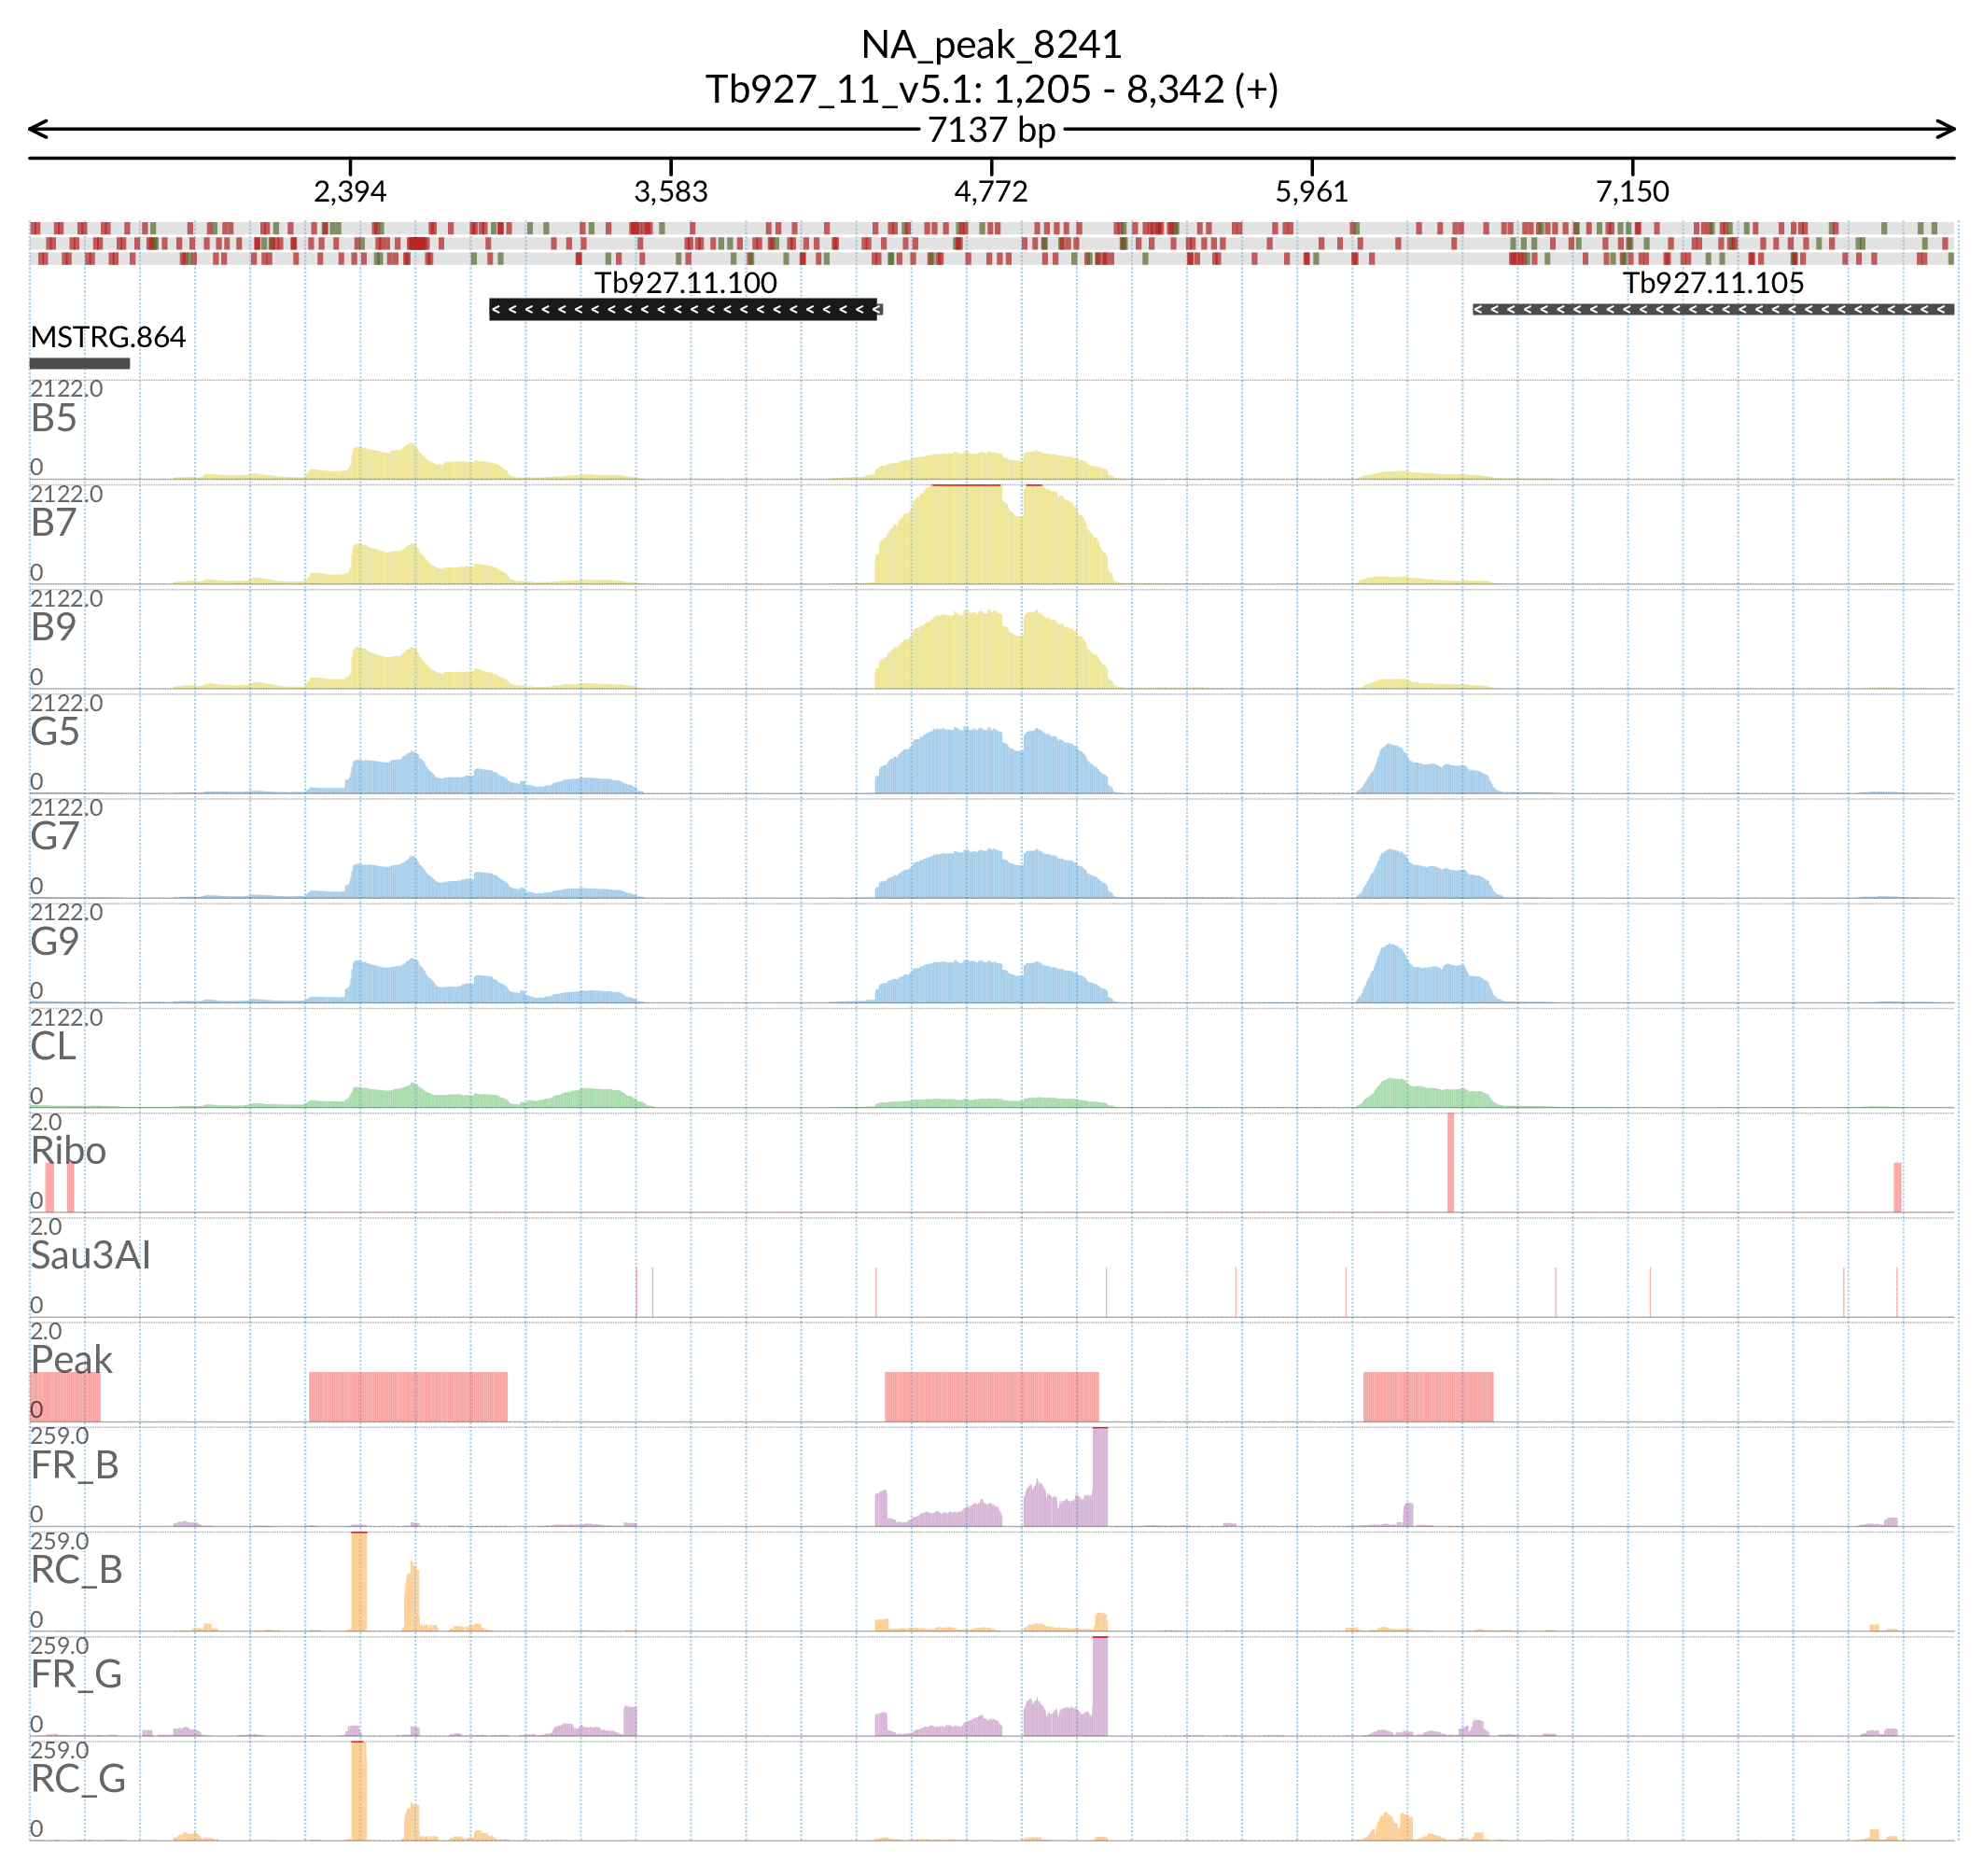 NA_peak_8241
Tb927_11_v5.1: 1,205 - 8,342 (+)
7137 bp
2,394 3,583 4,772 5,961 7,150
Tb927.11.100 Tb927.11.105
MSTRG.864
2122.0
B5
0
2122.0
B7
0
2122.0
B9
0
2122.0
G5
0
2122.0
G7
0
2122.0
G9
0
2122.0
CL
0
2.0
Ribo
0
2.0
Sau3AI
0
2.0
Peak
0
259.0
FR_B
0
259.0
RC_B
0
259.0
FR_G
0
259.0
RC_G
0